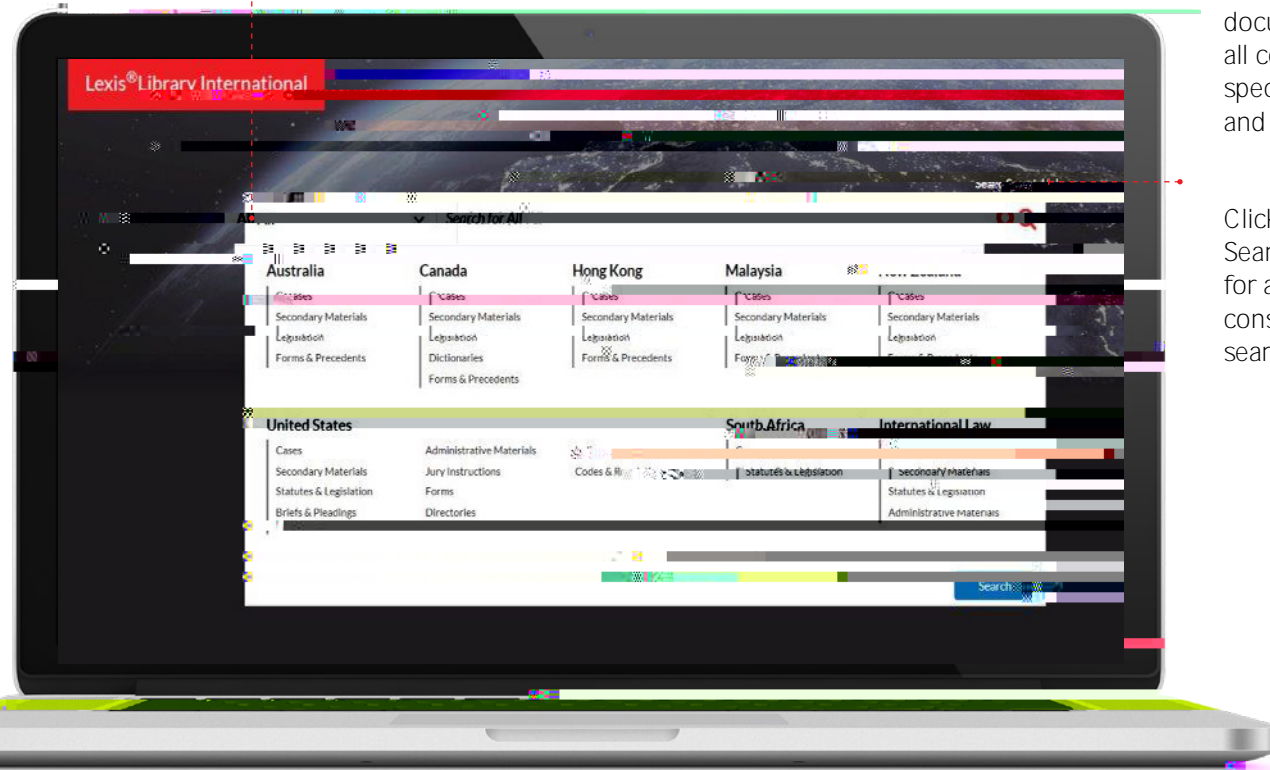 docu
all c
spec
and
Lexis®Library International
Search for All
Click
Sear
for a
cons
sear
Australia
Cases
Secondary Materials
Legislation
Forms & Precedents
Canada
Cases
Secondary Materials
Legislation
Dictionaries
Forms & Precedents
Hong Kong
Cases
Secondary Materials
Legislation
Forms & Precedents
Malaysia
Cases
Secondary Materials
Legislation
New Zealand
Cases
Secondary Materials
Legislation
United States
Cases
Secondary Materials
Statutes & Legislation
Briefs & Pleadings
Administrative Materials
Jury Instructions
Forms
Directories
Codes &
South Africa
Statutes & Legislation
International Law
Secondary Materials
Statutes & Legislation
Administrative Materials
Search